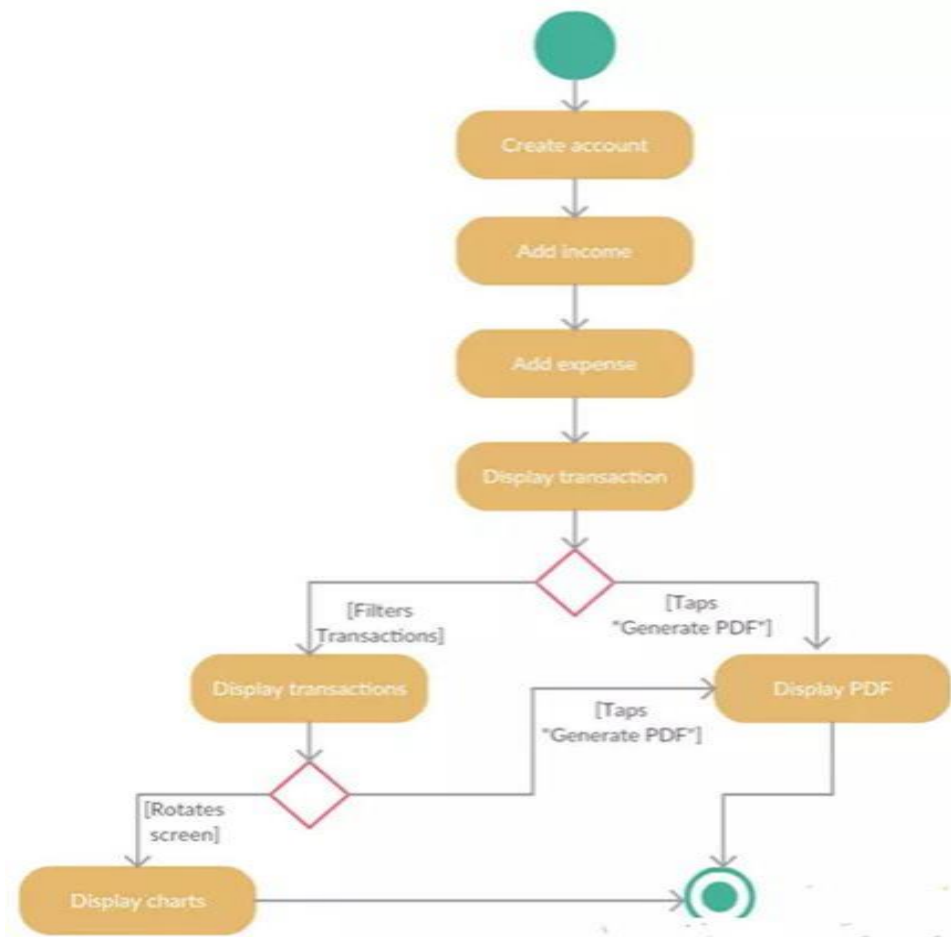 Create account
Add income
Add expense
Display transaction
[Filters
Transactions]
[Taps
"Generate PDF"]
Display transactions
Display PDF
[Taps
"Generate PDF"]
[Rotates
screen]
Display charts